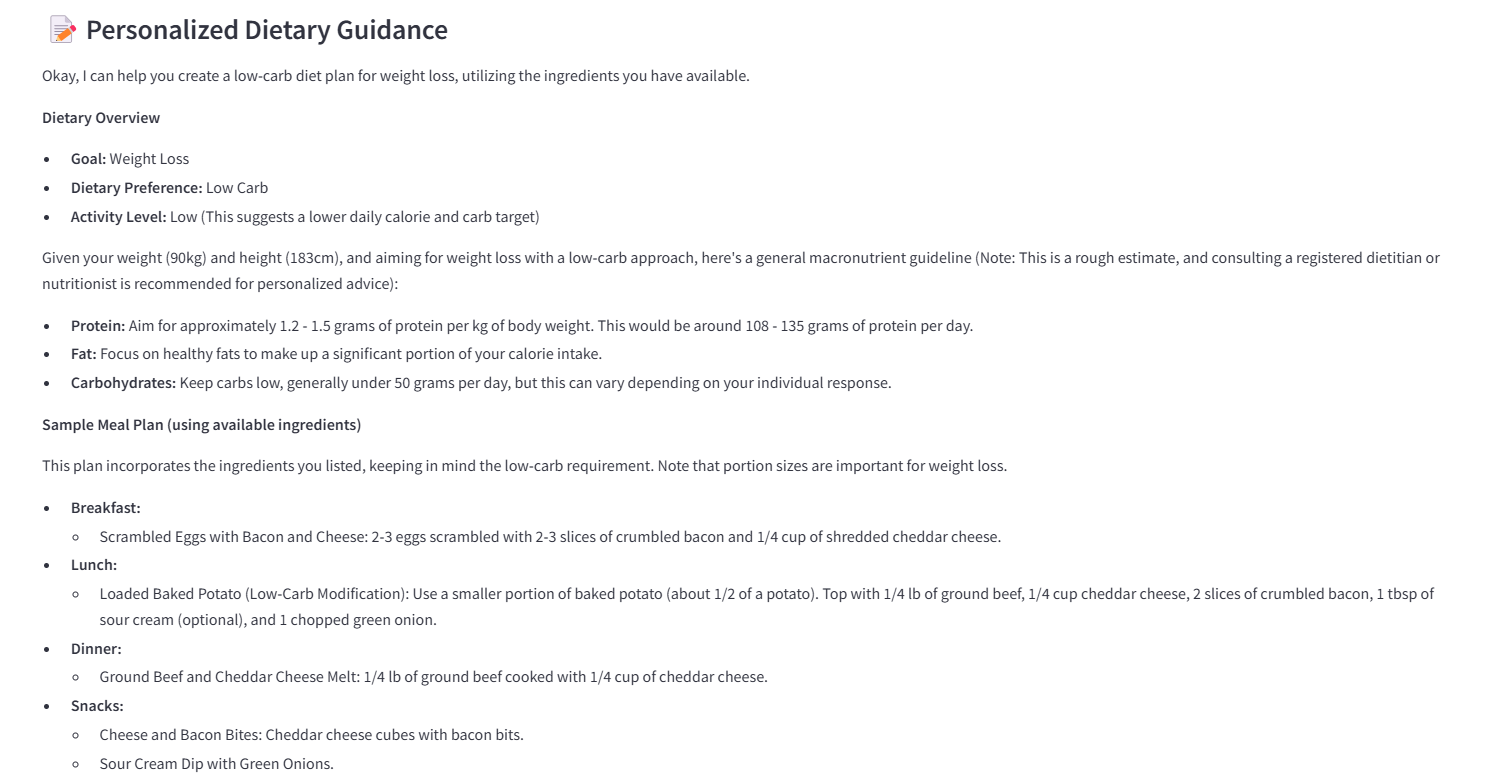 Personalized Dietary Guidance
Okay, I can help you create a low-carb diet plan for weight loss, utilizing the ingredients you have available.
Dietary Overview
• Goal: Weight Loss
• Dietary Preference: Low Carb
• Activity Level: Low (This suggests a lower daily calorie and carb target)
Given your weight (90kg) and height (183cm), and aiming for weight loss with a low-carb approach, here's a general macronutrient guideline (Note: This is a rough estimate, and consulting a registered dietitian or
nutritionist is recommended for personalized advice):
• Protein: Aim for approximately 1.2 - 1.5 grams of protein per kg of body weight. This would be around 108 - 135 grams of protein per day.
• Fat: Focus on healthy fats to make up a significant portion of your calorie intake.
• Carbohydrates: Keep carbs low, generally under 50 grams per day, but this can vary depending on your individual response.
Sample Meal Plan (using available ingredients)
This plan incorporates the ingredients you listed, keeping in mind the low-carb requirement. Note that portion sizes are important for weight loss.
• Breakfast:
◦ Scrambled Eggs with Bacon and Cheese: 2-3 eggs scrambled with 2-3 slices of crumbled bacon and 1/4 cup of shredded cheddar cheese.
• Lunch:
◦ Loaded Baked Potato (Low-Carb Modification): Use a smaller portion of baked potato (about 1/2 of a potato). Top with 1/4 lb of ground beef, 1/4 cup cheddar cheese, 2 slices of crumbled bacon, 1 tbsp of
sour cream (optional), and 1 chopped green onion.
• Dinner:
◦ Ground Beef and Cheddar Cheese Melt: 1/4 lb of ground beef cooked with 1/4 cup of cheddar cheese.
• Snacks:
◦ Cheese and Bacon Bites: Cheddar cheese cubes with bacon bits.
◦ Sour Cream Dip with Green Onions.